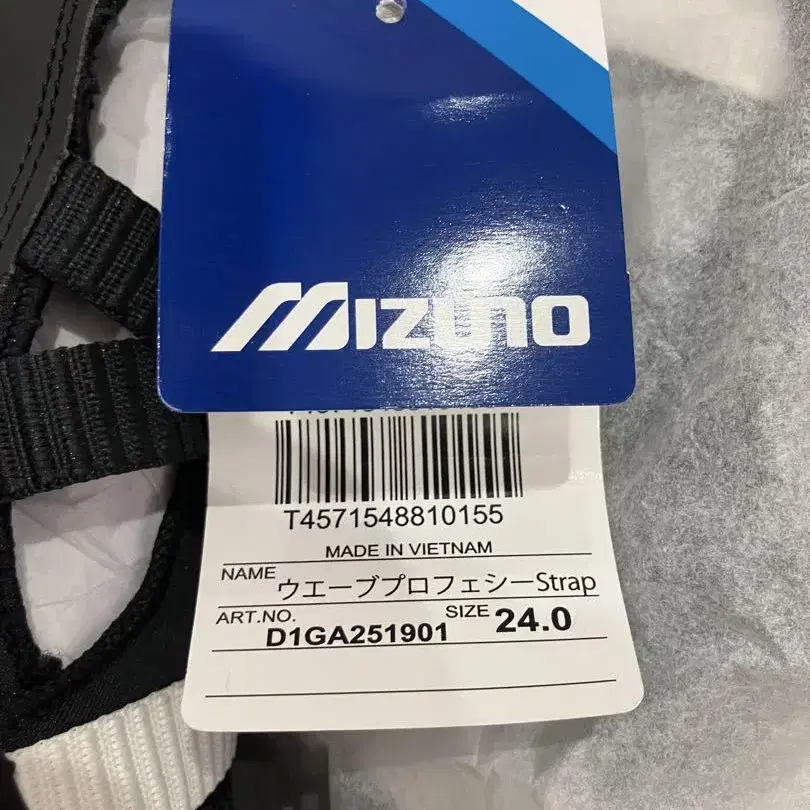 MIZUNO
T4571548810155
MADE IN VIETNAM
NAME ウエーブプロフェシーStrap
ART.NO. D1GA251901 SIZE 24.0